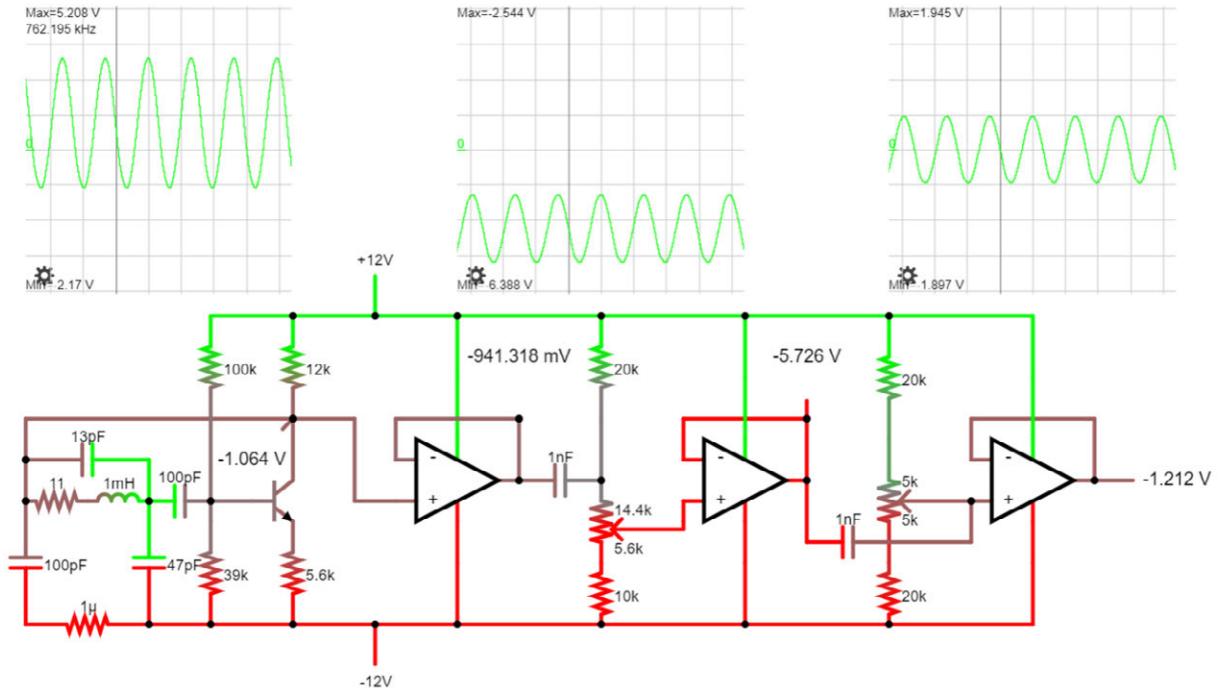 Max=5.208 V
762.195 kHz
0
Min=-2.17 V
Max=-2.544 V
0
Min=-6.388 V
Max=1.945 V
0
Min=-1.897 V
+12V
100k
12k
-941.318 mV
20k
-5.726 V
20k
13pF
-1.064 V
11
1mH
100pF
-
+
1nF
14.4k
5.6k
-
+
1nF
5k
5k
-
+
-1.212 V
100pF
47pF
39k
5.6k
10k
20k
1μ
-12V